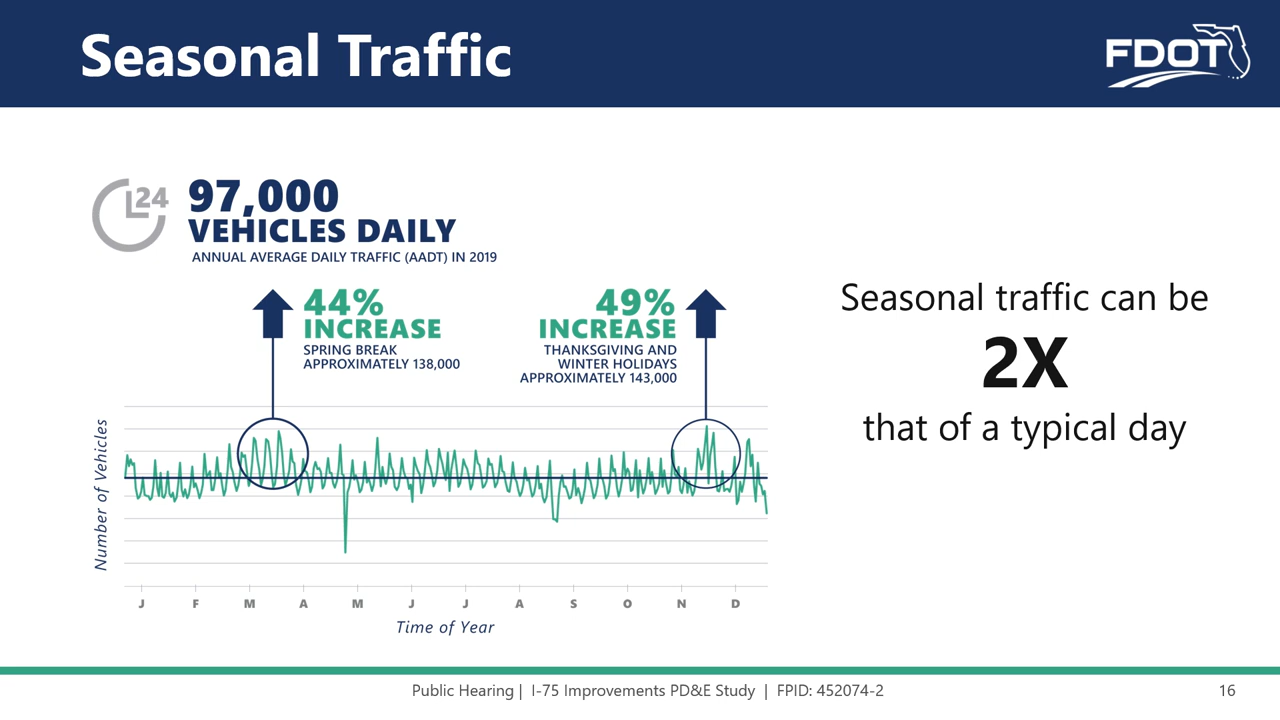 Seasonal Traffic
FDOT
24
97,000
VEHICLES DAILY
ANNUAL AVERAGE DAILY TRAFFIC (AADT) IN 2019
44%
INCREASE
SPRING BREAK
APPROXIMATELY 138,000
49%
INCREASE
THANKSGIVING AND
WINTER HOLIDAYS
APPROXIMATELY 143,000
Number of Vehicles
J F M A M J J A S O N D
Time of Year
Seasonal traffic can be
2X
that of a typical day
Public Hearing | I-75 Improvements PD&E Study | FPID: 452074-2
16